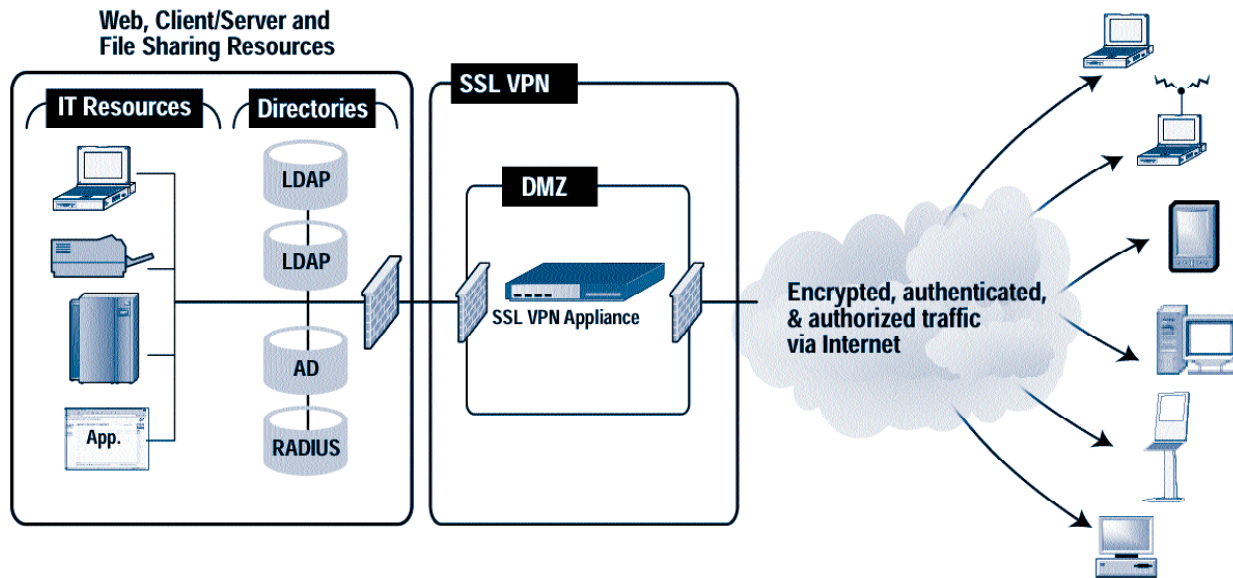 Web, Client/Server and
File Sharing Resources
IT Resources
Directories
LDAP
LDAP
AD
RADIUS
App.
SSL VPN
DMZ
SSL VPN Appliance
Encrypted, authenticated,
& authorized traffic
via Internet